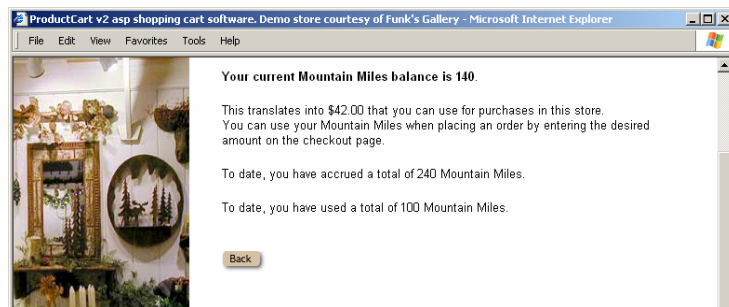 ProductCart v2 asp shopping cart software. Demo store courtesy of Funk's Gallery - Microsoft Internet Explorer
File Edit View Favorites Tools Help
Your current Mountain Miles balance is 140.
This translates into $42.00 that you can use for purchases in this store.
You can use your Mountain Miles when placing an order by entering the desired
amount on the checkout page.
To date, you have accrued a total of 240 Mountain Miles.
To date, you have used a total of 100 Mountain Miles.
Back